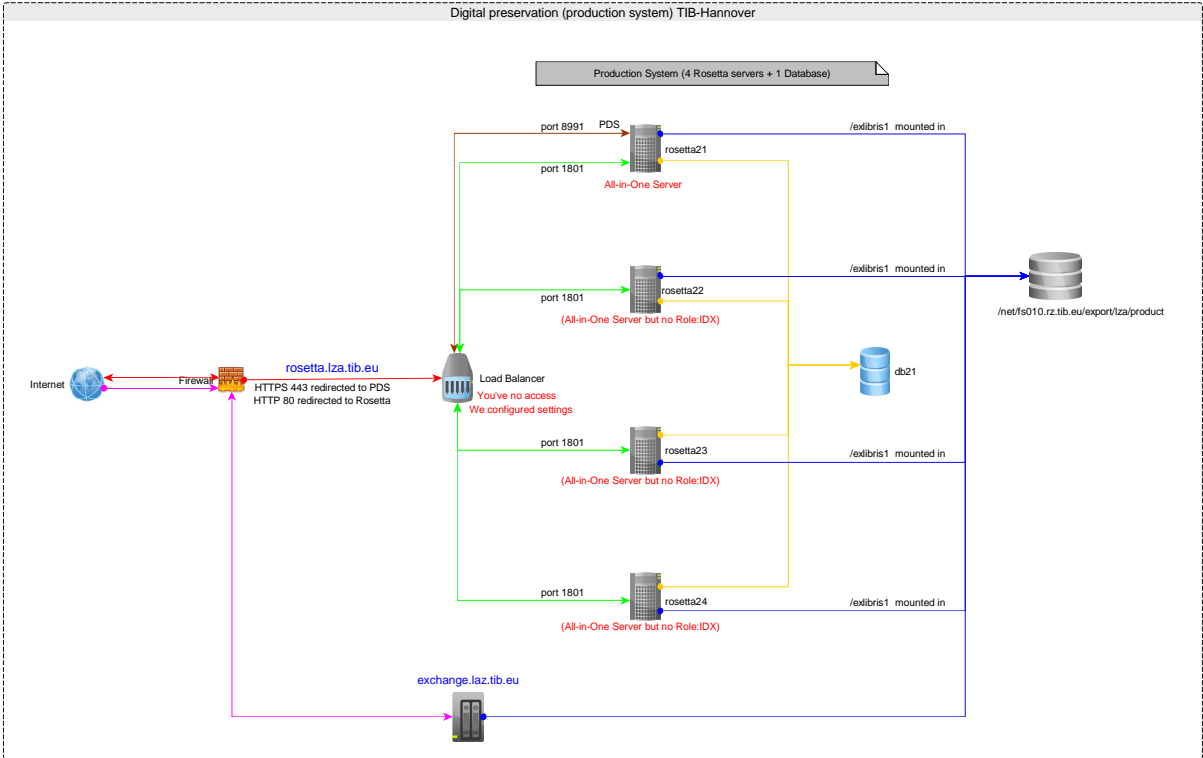 Digital preservation (production system) TIB-Hannover
Production System (4 Rosetta servers + 1 Database)
port 8991
PDS
/exlibris1 mounted in
rosetta21
port 1801
All-in-One Server
/exlibris1 mounted in
rosetta22
port 1801
(All-in-One Server but no Role:IDX)
/net/fs010.rz.tib.eu/export/lza/product
rosetta.lza.tib.eu
Internet
Firewall
HTTPS 443 redirected to PDS
HTTP 80 redirected to Rosetta
Load Balancer
You've no access
We configured settings
db21
port 1801
rosetta23
/exlibris1 mounted in
(All-in-One Server but no Role:IDX)
port 1801
rosetta24
/exlibris1 mounted in
(All-in-One Server but no Role:IDX)
exchange.laz.tib.eu